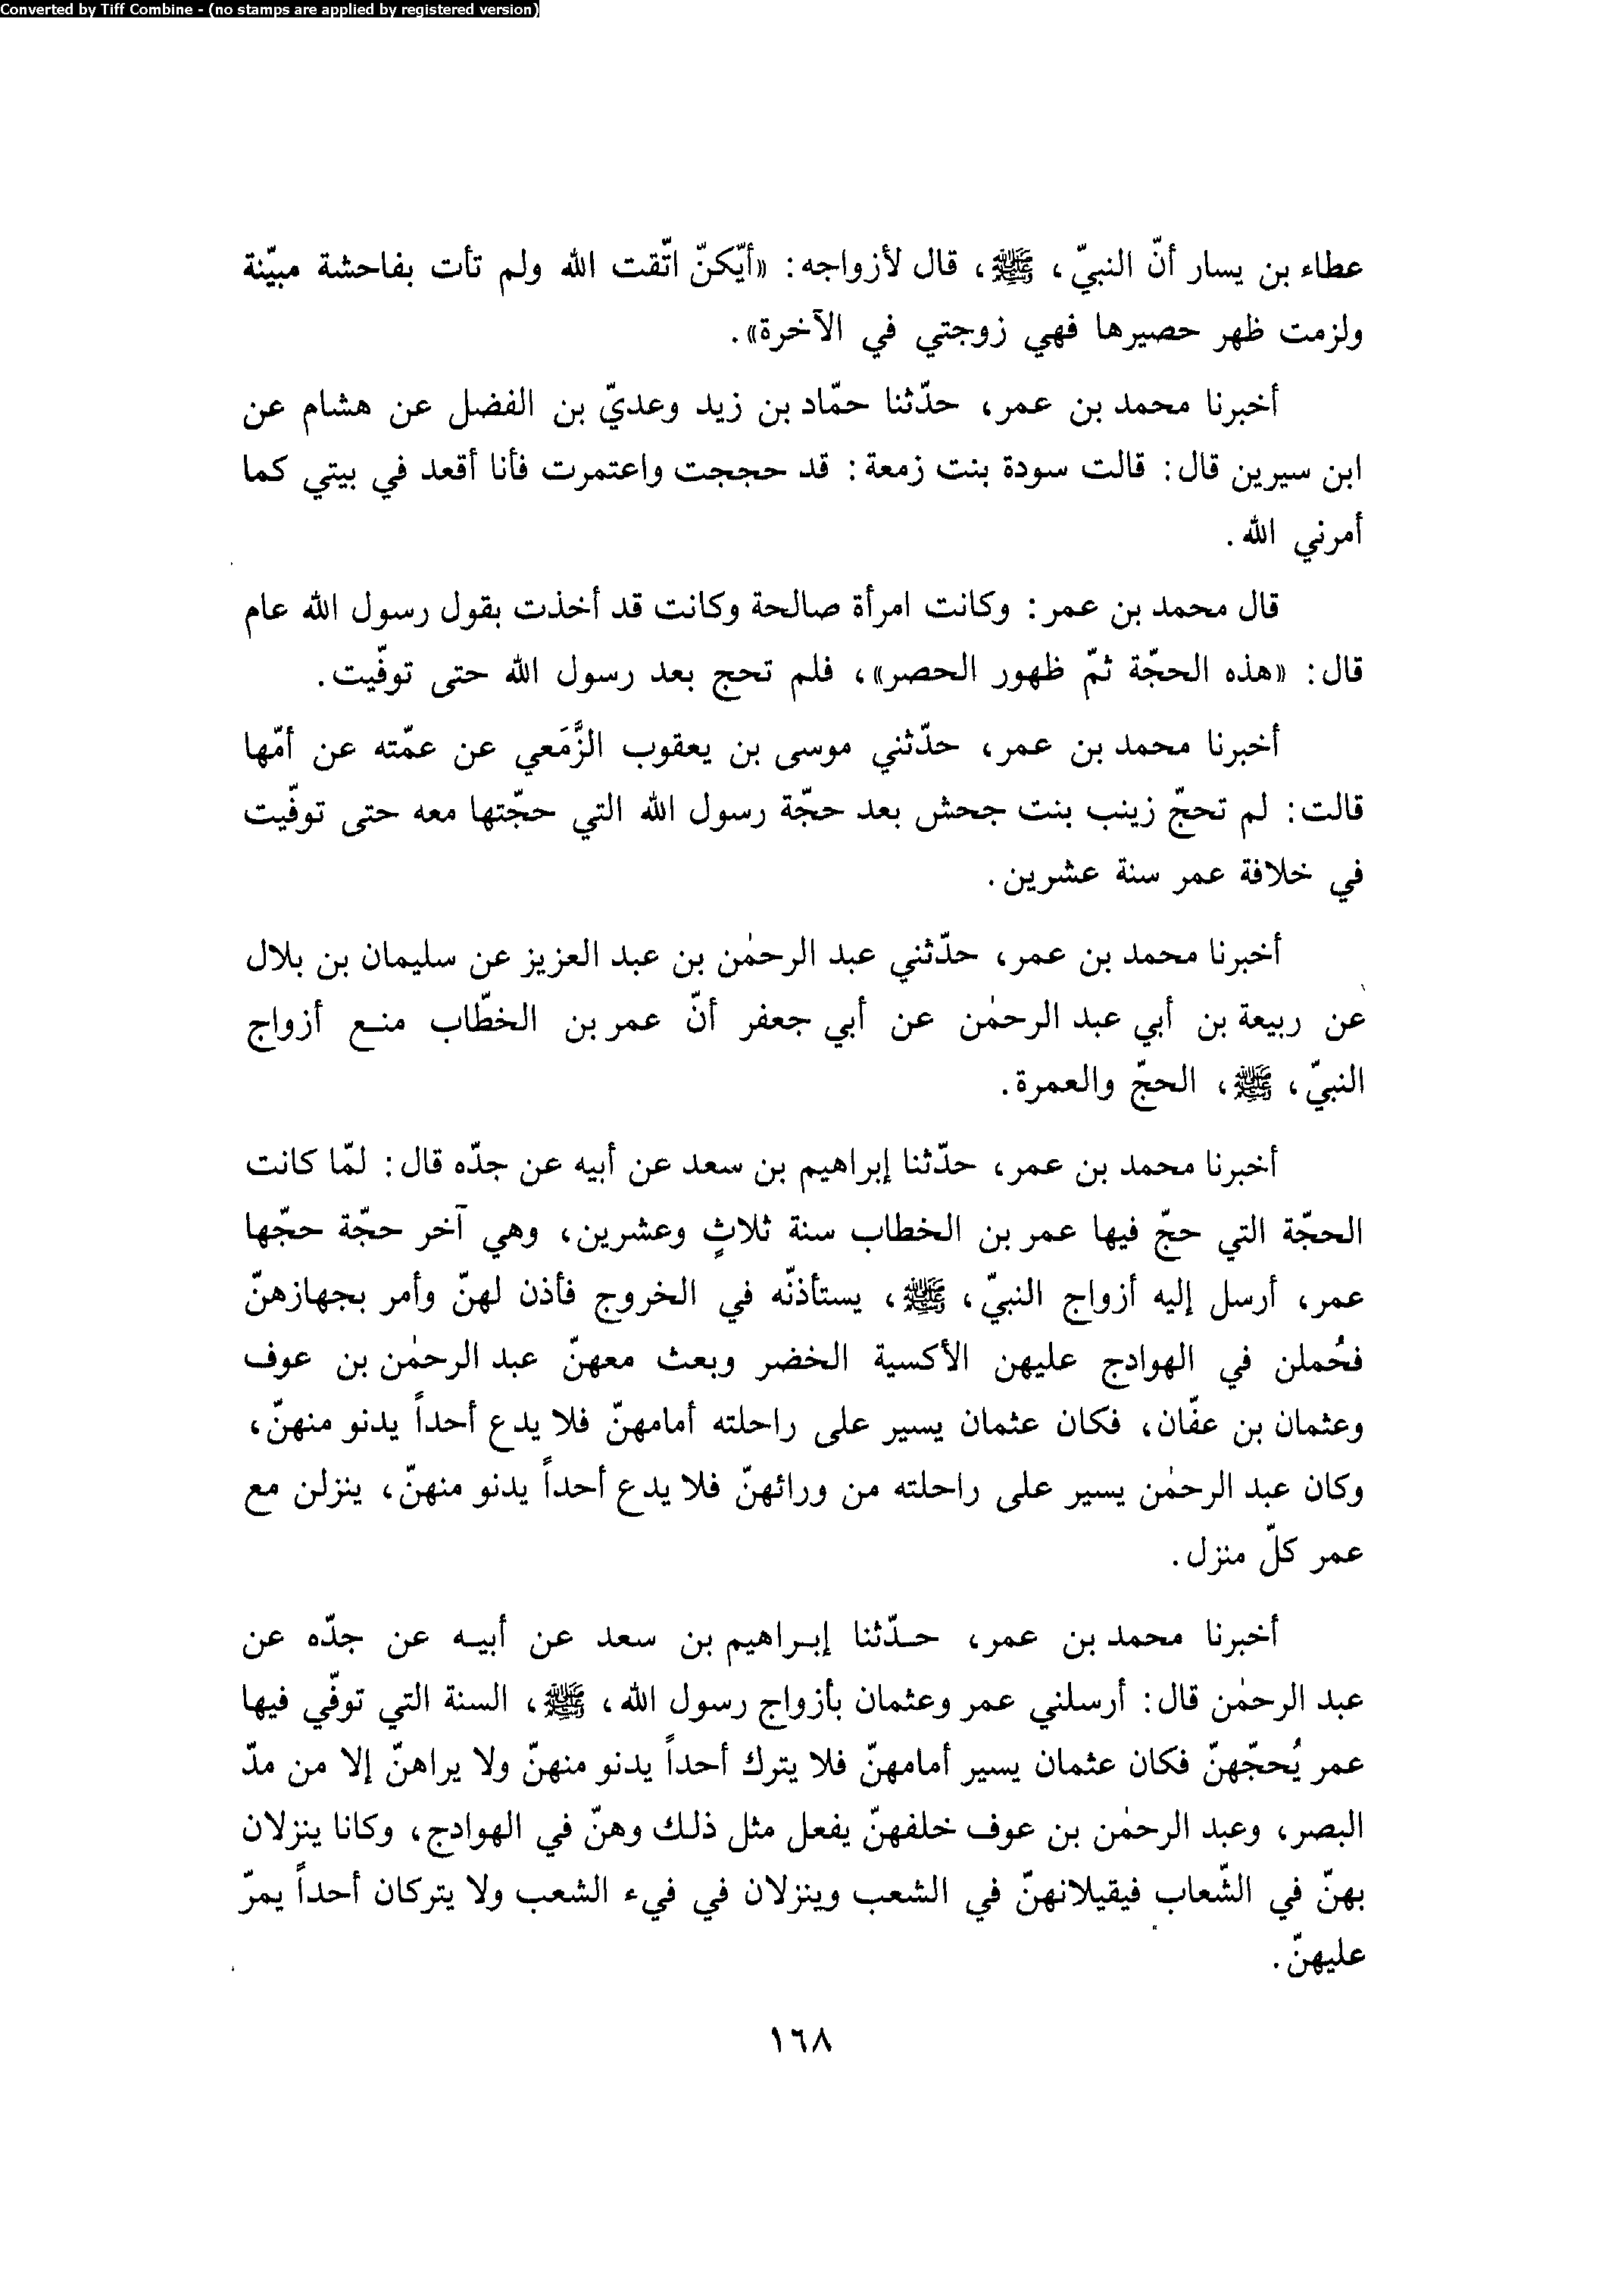 Converted by Tiff Combine - (no stamps are applied by registered version)
عطاء بن يسار أنّ النبيّ، ﷺ، قال لأزواجه: «أيّكنّ اتّقت الله ولم تأت بفاحشة مبيّنة
ولزمت ظهر حصيرها فهي زوجتي في الآخرة».
أخبرنا محمد بن عمر، حدّثنا حمّاد بن زيد وعديّ بن الفضل عن هشام عن
ابن سيرين قال: قالت سودة بنت زمعة: قد حججت واعتمرت فأنا أقعد في بيتي كما
أمرني الله.
قال محمد بن عمر: وكانت امرأة صالحة وكانت قد أخذت بقول رسول الله عام
قال: «هذه الحجّة ثمّ ظهور الحصر»، فلم تحج بعد رسول الله حتى توفّيت.
أخبرنا محمد بن عمر، حدّثني موسى بن يعقوب الزَّمَعي عن عمّته عن أمّها
قالت: لم تحجّ زينب بنت جحش بعد حجّة رسول الله التي حجّتها معه حتى توفّيت
في خلافة عمر سنة عشرين.
أخبرنا محمد بن عمر، حدّثني عبد الرحمٰن بن عبد العزيز عن سليمان بن بلال
عن ربيعة بن أبي عبد الرحمٰن عن أبي جعفر أنّ عمر بن الخطّاب منع أزواج
النبيّ، ﷺ، الحجّ والعمرة.
أخبرنا محمد بن عمر، حدّثنا إبراهيم بن سعد عن أبيه عن جدّه قال: لمّا كانت
الحجّة التي حجّ فيها عمر بن الخطاب سنة ثلاثٍ وعشرين، وهي آخر حجّة حجّها
عمر، أرسل إليه أزواج النبيّ، ﷺ، يستأذنّه في الخروج فأذن لهنّ وأمر بجهازهنّ
فحُملن في الهوادج عليهن الأكسية الخضر وبعث معهنّ عبد الرحمٰن بن عوف
وعثمان بن عفّان، فكان عثمان يسير على راحلته أمامهنّ فلا يدع أحداً يدنو منهنّ،
وكان عبد الرحمٰن يسير على راحلته من ورائهنّ فلا يدع أحداً يدنو منهنّ، ينزلن مع
عمر كلّ منزل.
أخبرنا محمد بن عمر، حدّثنا إبراهيم بن سعد عن أبيه عن جدّه عن
عبد الرحمٰن قال: أرسلني عمر وعثمان بأزواج رسول الله، ﷺ، السنة التي توفّي فيها
عمر يُحجّهنّ فكان عثمان يسير أمامهنّ فلا يترك أحداً يدنو منهنّ ولا يراهنّ إلا من مدّ
البصر، وعبد الرحمٰن بن عوف خلفهنّ يفعل مثل ذلك وهنّ في الهوادج، وكانا ينزلان
بهنّ في الشّعاب فيقيلانهنّ في الشعب وينزلان في فيء الشعب ولا يتركان أحداً يمرّ
عليهنّ.
١٦٨